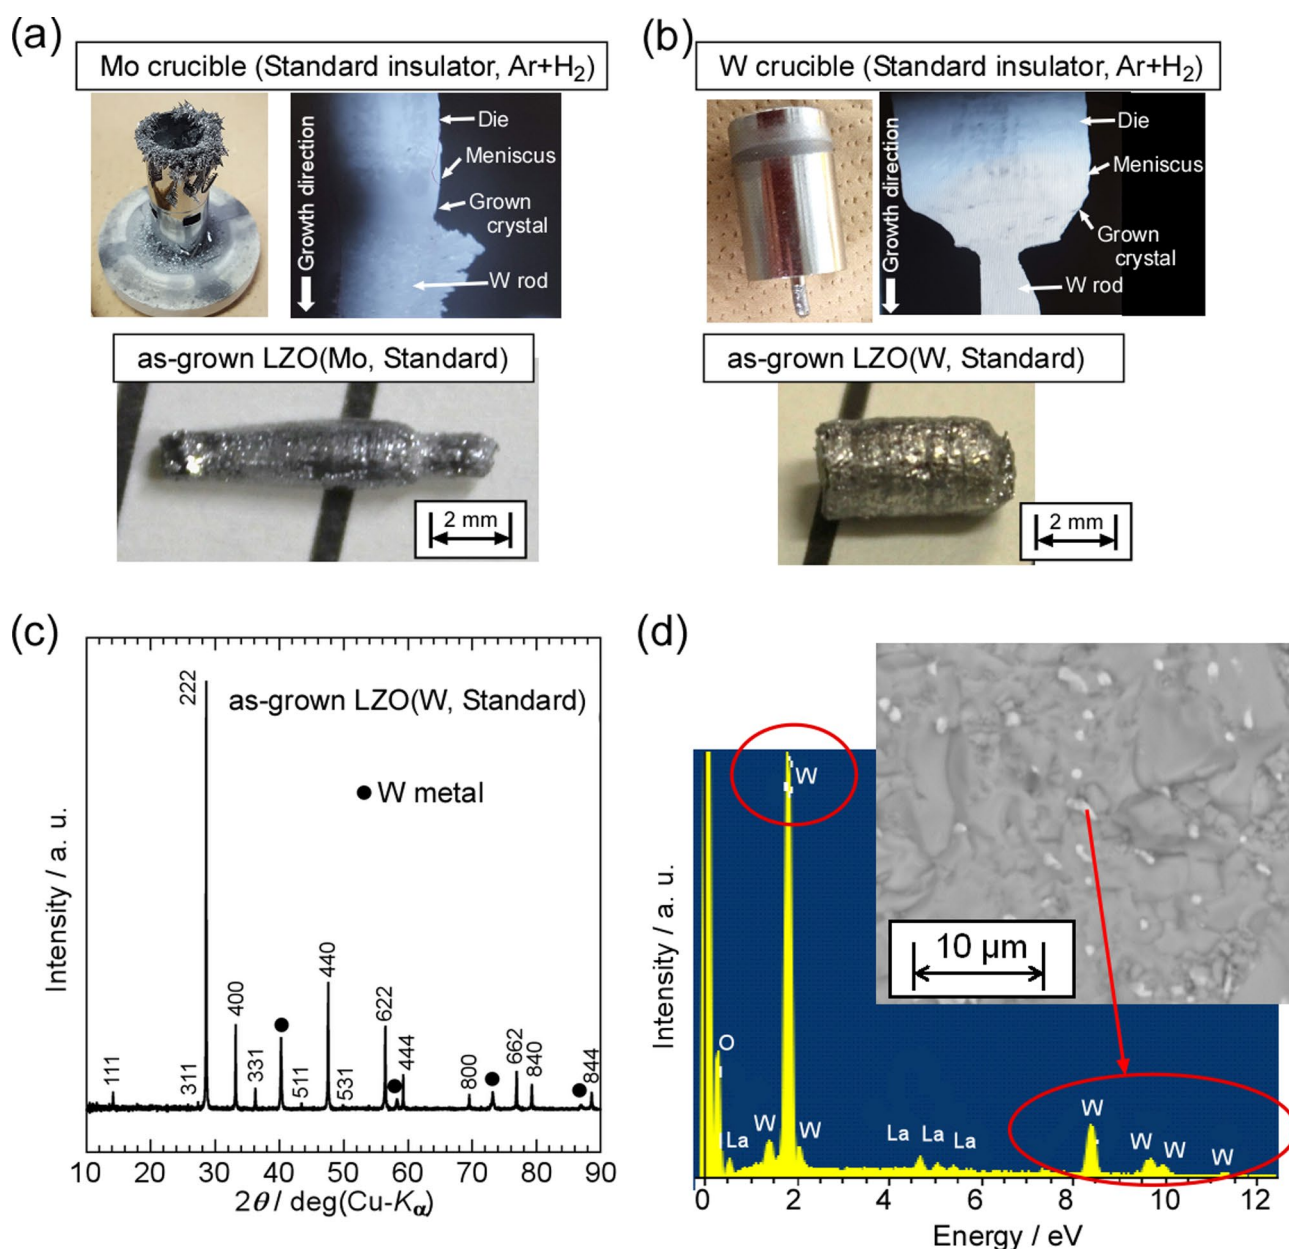 (a)
Mo crucible (Standard insulator, Ar+H2)
Growth direction
Die
Meniscus
Grown
crystal
W rod
as-grown LZO(Mo, Standard)
2 mm
(b)
W crucible (Standard insulator, Ar+H2)
Growth direction
Die
Meniscus
Grown
crystal
W rod
as-grown LZO(W, Standard)
2 mm
(c)
as-grown LZO(W, Standard)
● W metal
Intensity / a. u.
111
311
222
400
331
511
440
531
622
444
800
662
840
844
10 20 30 40 50 60 70 80 90
2θ / deg(Cu-Kα)
(d)
10 µm
Intensity / a. u.
W
O
La
W
W
La
La
La
W
W
W
W
0 2 4 6 8 10 12
Energy / eV